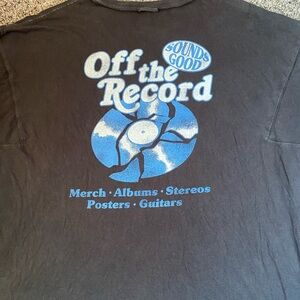 SOUNDS
GOOD
Off
the
Record
Merch · Albums · Stereos
Posters · Guitars